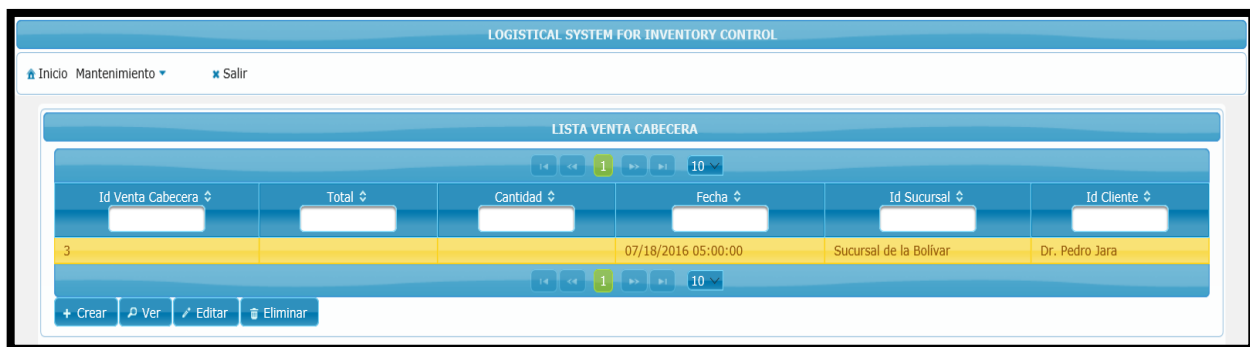 LOGISTICAL SYSTEM FOR INVENTORY CONTROL
Inicio Mantenimiento Salir
LISTA VENTA CABECERA
1 10
Id Venta Cabecera Total Cantidad Fecha Id Sucursal Id Cliente
3 07/18/2016 05:00:00 Sucursal de la Bolívar Dr. Pedro Jara
1 10
Crear Ver Editar Eliminar